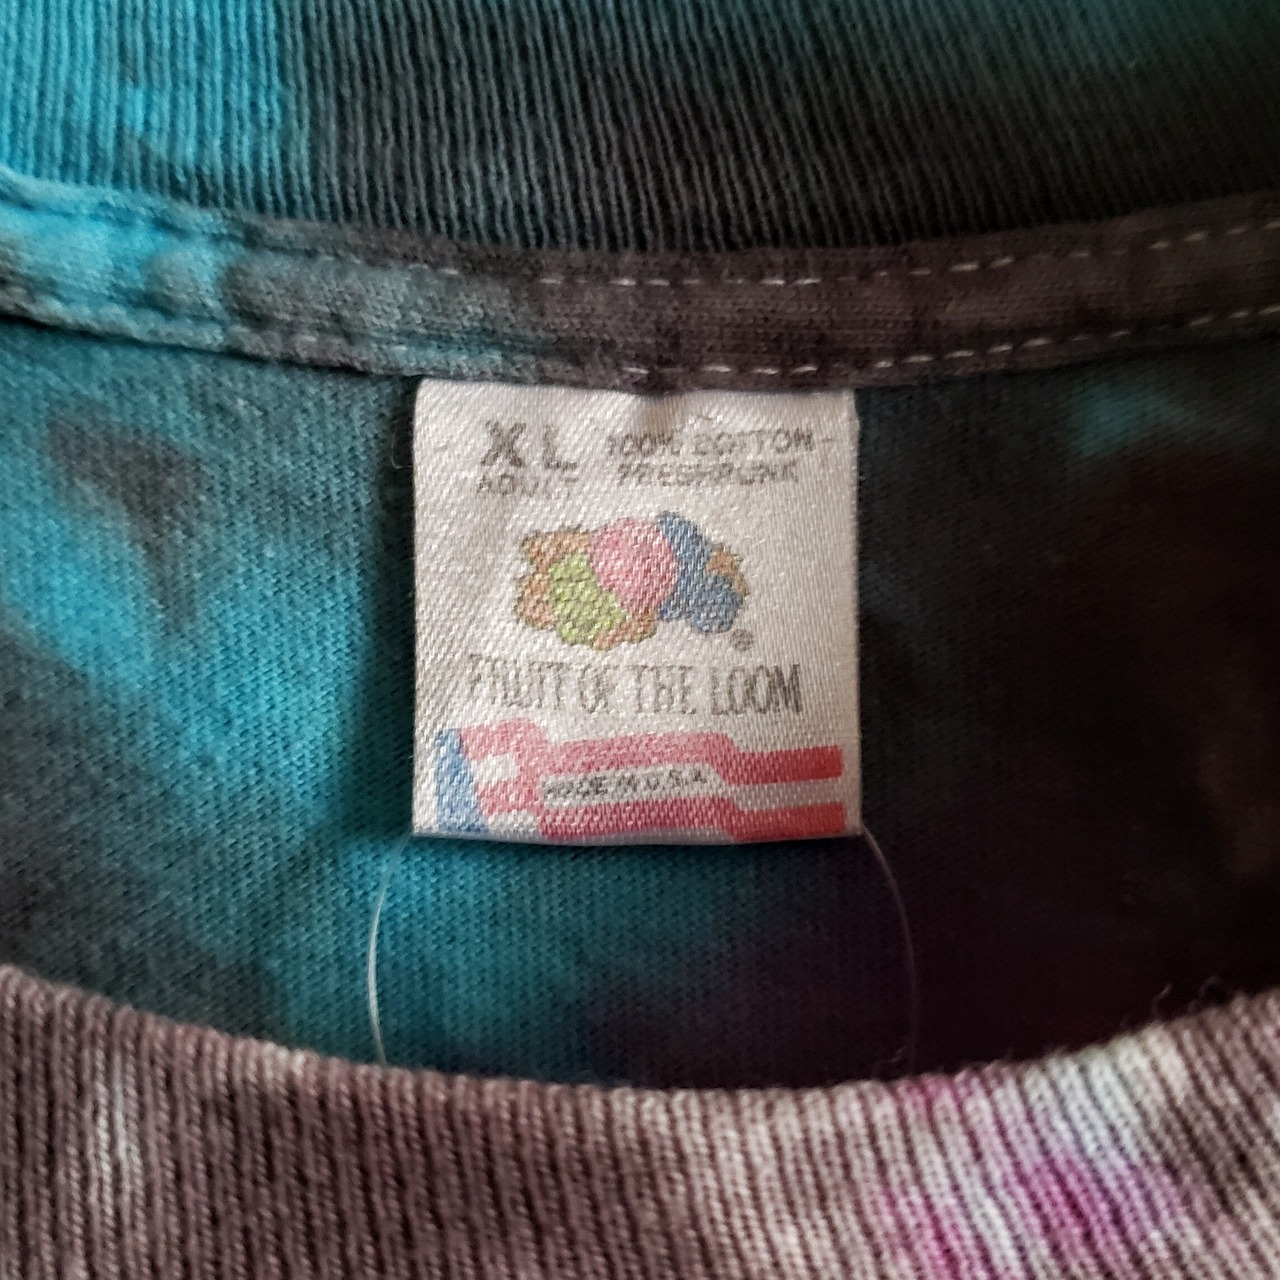 XL
ADULT
100% COTTON -
PRESHRUNK
®
FRUIT OF THE LOOM
MADE IN U.S.A.